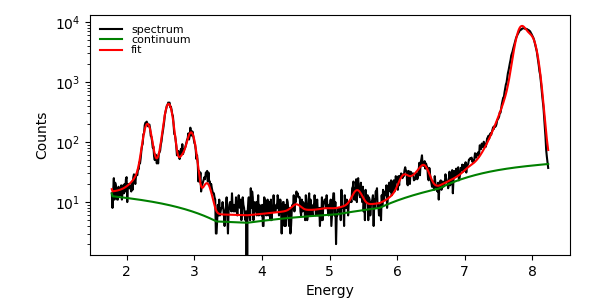 10⁴
10³
10²
10¹
Counts
spectrum
continuum
fit
2 3 4 5 6 7 8
Energy